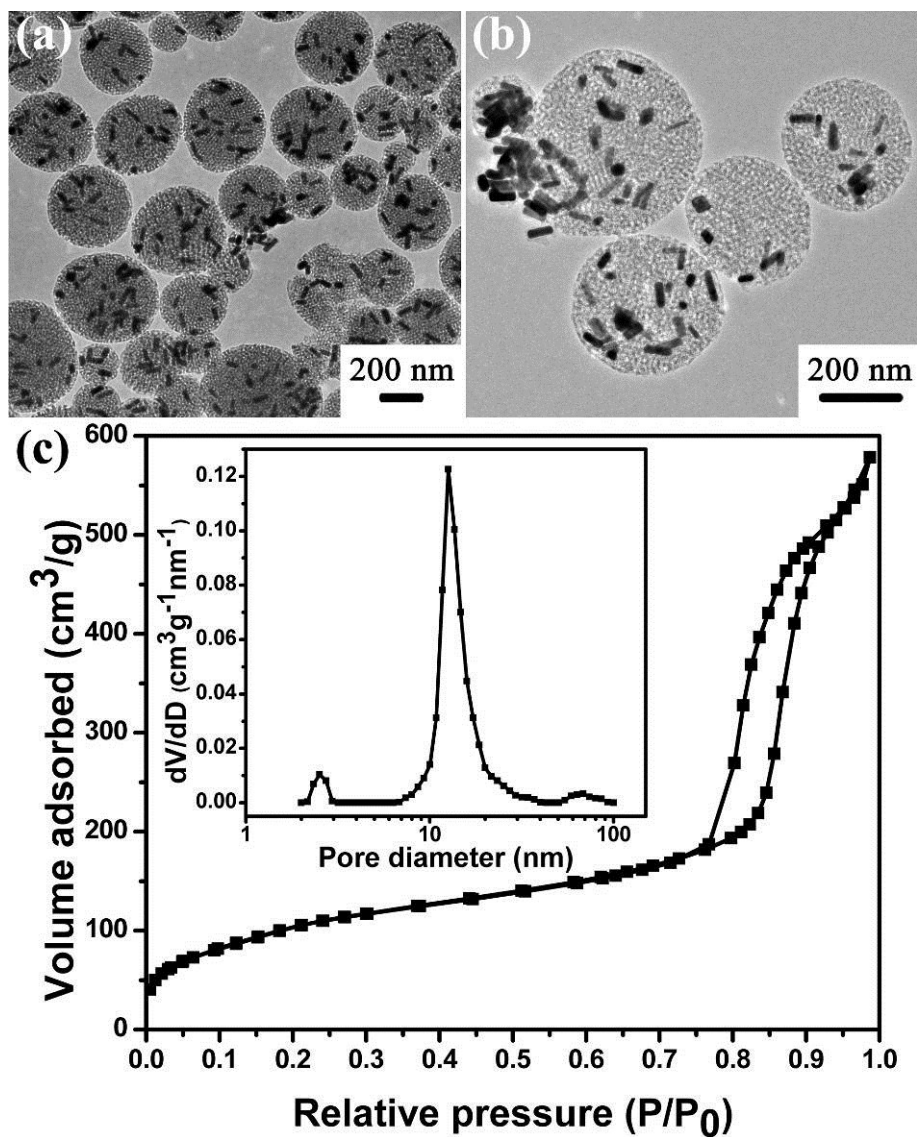 (a)
200 nm
(b)
200 nm
(c)
Volume adsorbed (cm³/g)
600
500
400
300
200
100
0
0.0 0.1 0.2 0.3 0.4 0.5 0.6 0.7 0.8 0.9 1.0
Relative pressure (P/P₀)
dV/dD (cm³g⁻¹nm⁻¹)
0.12
0.10
0.08
0.06
0.04
0.02
0.00
1 10 100
Pore diameter (nm)